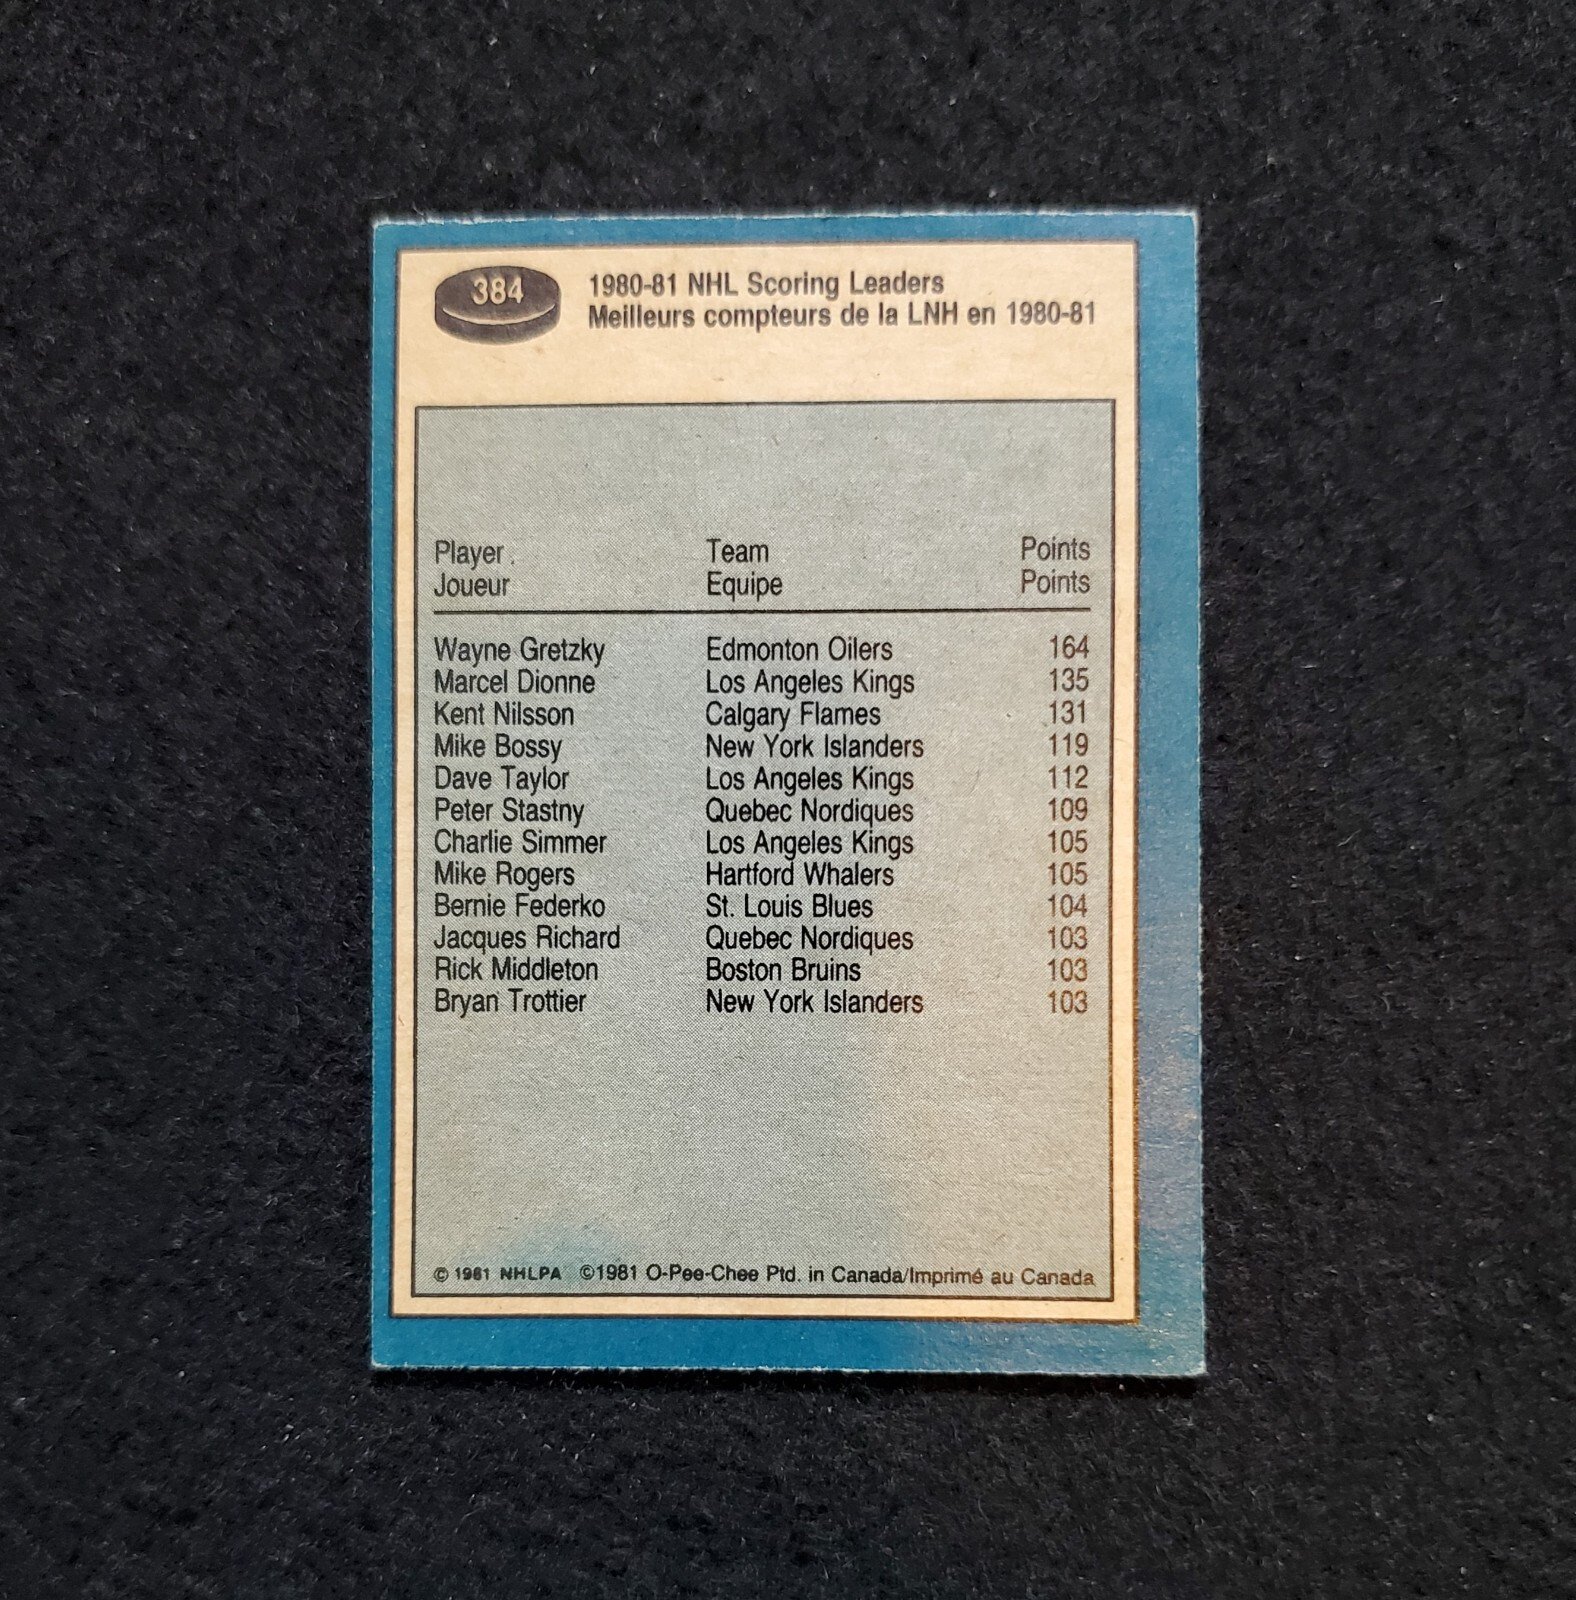 384
1980-81 NHL Scoring Leaders
Meilleurs compteurs de la LNH en 1980-81
Player Team Points
Joueur Equipe Points
Wayne Gretzky Edmonton Oilers 164
Marcel Dionne Los Angeles Kings 135
Kent Nilsson Calgary Flames 131
Mike Bossy New York Islanders 119
Dave Taylor Los Angeles Kings 112
Peter Stastny Quebec Nordiques 109
Charlie Simmer Los Angeles Kings 105
Mike Rogers Hartford Whalers 105
Bernie Federko St. Louis Blues 104
Jacques Richard Quebec Nordiques 103
Rick Middleton Boston Bruins 103
Bryan Trottier New York Islanders 103
© 1981 NHLPA ©1981 O-Pee-Chee Ptd. in Canada/Imprimé au Canada